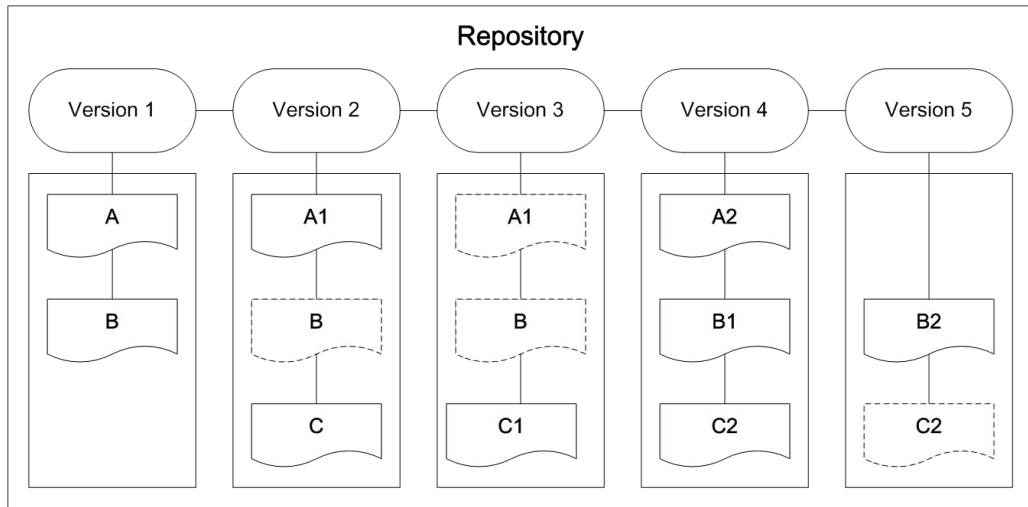 Repository
Version 1
Version 2
Version 3
Version 4
Version 5
A
A1
A1
A2
B
B
B
B1
B2
C
C1
C2
C2